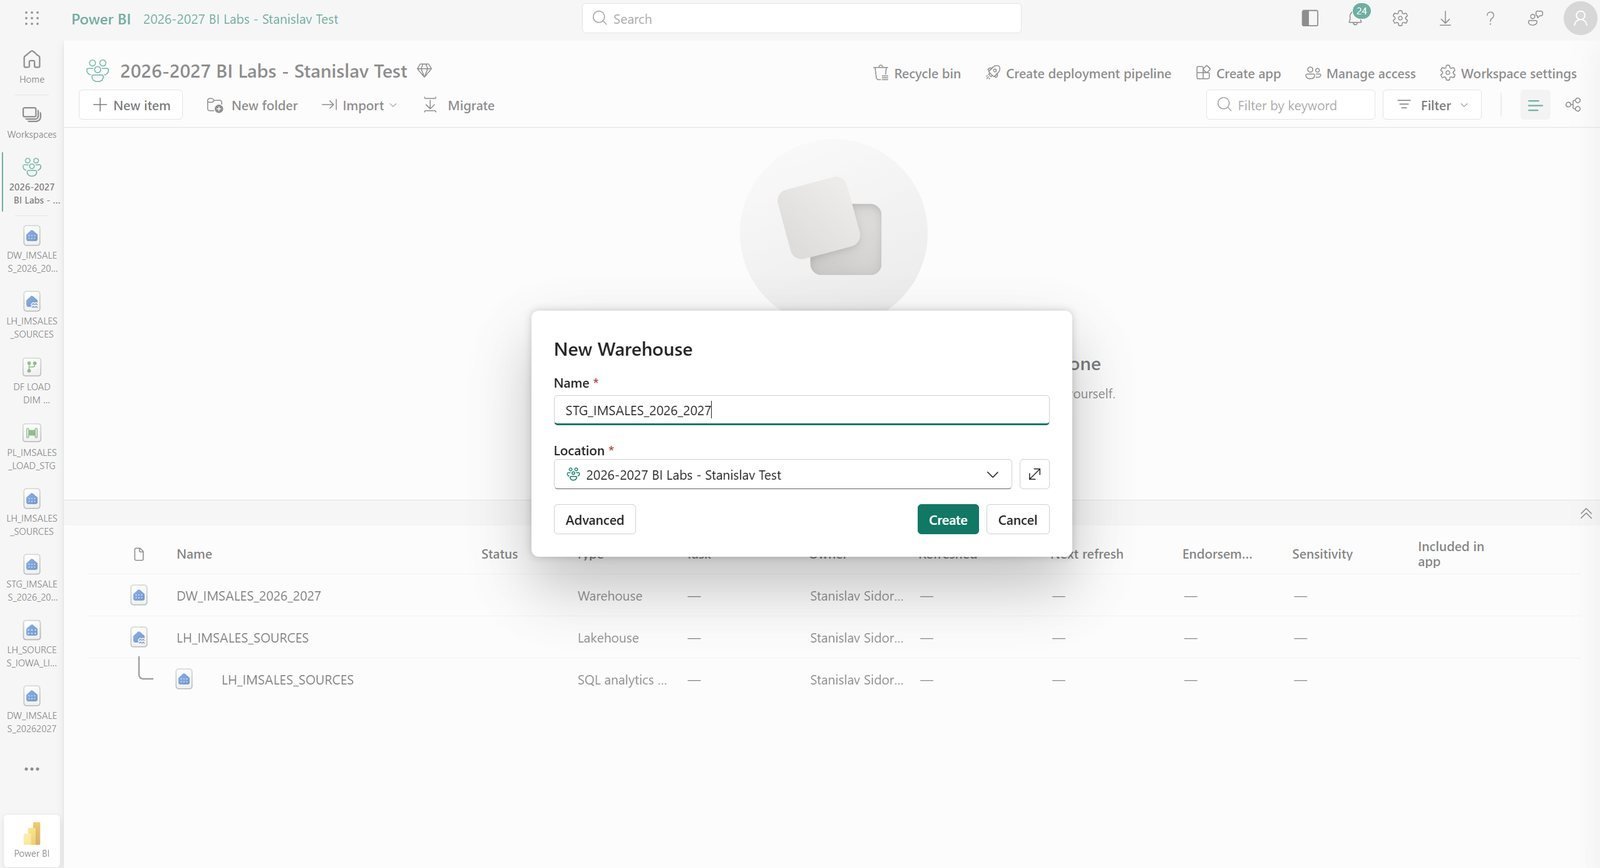 Power BI 2026-2027 BI Labs - Stanislav Test
Search
24
Home
Workspaces
2026-2027
BI Labs - ...
DW_IMSALE
S_2026_20...
LH_IMSALES
_SOURCES
DF LOAD
DIM ...
PL_IMSALES
_LOAD_STG
LH_IMSALES
_SOURCES
STG_IMSALE
S_2026_20...
LH_SOURCE
S_IOWA_LI...
DW_IMSALE
S_20262027
Power BI
2026-2027 BI Labs - Stanislav Test
Recycle bin Create deployment pipeline Create app Manage access Workspace settings
New item New folder Import Migrate
Filter by keyword Filter
New Warehouse
Name *
STG_IMSALES_2026_2027
Location *
2026-2027 BI Labs - Stanislav Test
Advanced Create Cancel
Name Status Type Task Owner Refreshed Next refresh Endorsem... Sensitivity Included in
app
DW_IMSALES_2026_2027 Warehouse — Stanislav Sidor... — — — —
LH_IMSALES_SOURCES Lakehouse — Stanislav Sidor... — — — —
LH_IMSALES_SOURCES SQL analytics ... — Stanislav Sidor... — — — —